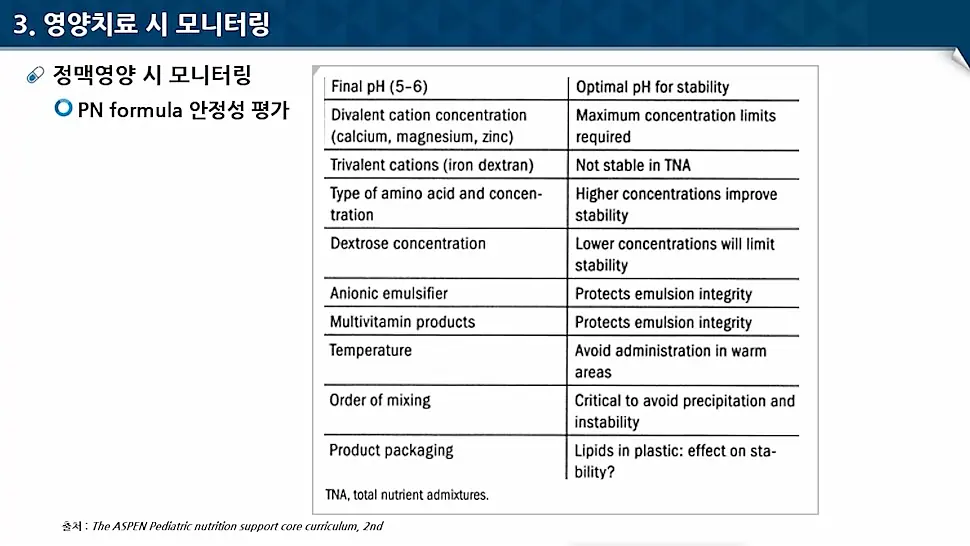 3. 영양치료 시 모니터링
정맥영양 시 모니터링
PN formula 안정성 평가
Final pH (5-6)
Optimal pH for stability
Divalent cation concentration
(calcium, magnesium, zinc)
Maximum concentration limits
required
Trivalent cations (iron dextran)
Not stable in TNA
Type of amino acid and concen-
tration
Higher concentrations improve
stability
Dextrose concentration
Lower concentrations will limit
stability
Anionic emulsifier
Protects emulsion integrity
Multivitamin products
Protects emulsion integrity
Temperature
Avoid administration in warm
areas
Order of mixing
Critical to avoid precipitation and
instability
Product packaging
Lipids in plastic: effect on sta-
bility?
TNA, total nutrient admixtures.
출처 : The ASPEN Pediatric nutrition support core curriculum, 2nd